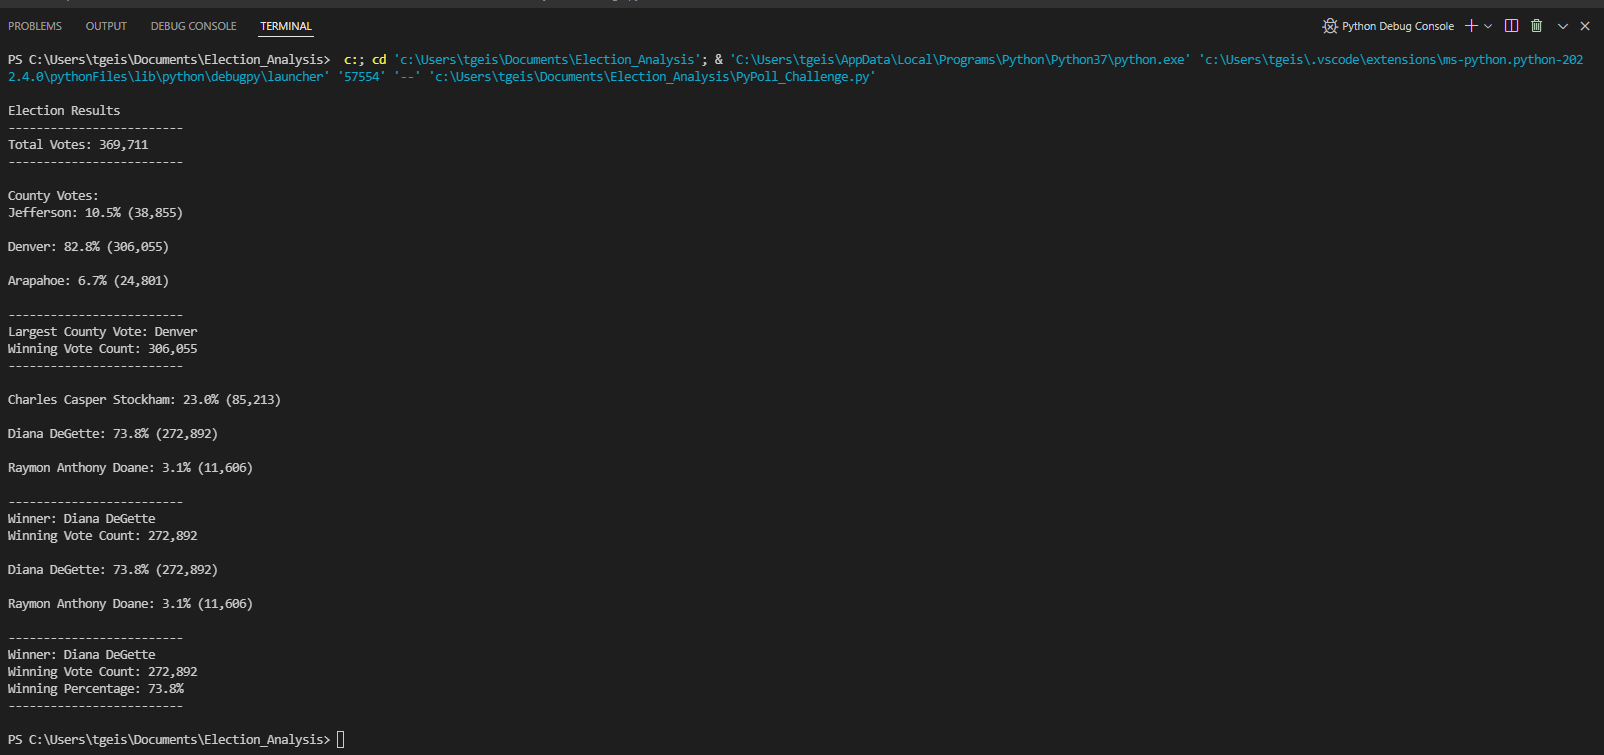 PROBLEMS OUTPUT DEBUG CONSOLE TERMINAL Python Debug Console
PS C:\Users\tgeis\Documents\Election_Analysis>  c:; cd 'c:\Users\tgeis\Documents\Election_Analysis'; & 'C:\Users\tgeis\AppData\Local\Programs\Python\Python37\python.exe' 'c:\Users\tgeis\.vscode\extensions\ms-python.python-202
2.4.0\pythonFiles\lib\python\debugpy\launcher' '57554' '--' 'c:\Users\tgeis\Documents\Election_Analysis\PyPoll_Challenge.py'
Election Results
-------------------------
Total Votes: 369,711
-------------------------
County Votes:
Jefferson: 10.5% (38,855)
Denver: 82.8% (306,055)
Arapahoe: 6.7% (24,801)
-------------------------
Largest County Vote: Denver
Winning Vote Count: 306,055
-------------------------
Charles Casper Stockham: 23.0% (85,213)
Diana DeGette: 73.8% (272,892)
Raymon Anthony Doane: 3.1% (11,606)
-------------------------
Winner: Diana DeGette
Winning Vote Count: 272,892
Diana DeGette: 73.8% (272,892)
Raymon Anthony Doane: 3.1% (11,606)
-------------------------
Winner: Diana DeGette
Winning Vote Count: 272,892
Winning Percentage: 73.8%
-------------------------
PS C:\Users\tgeis\Documents\Election_Analysis>